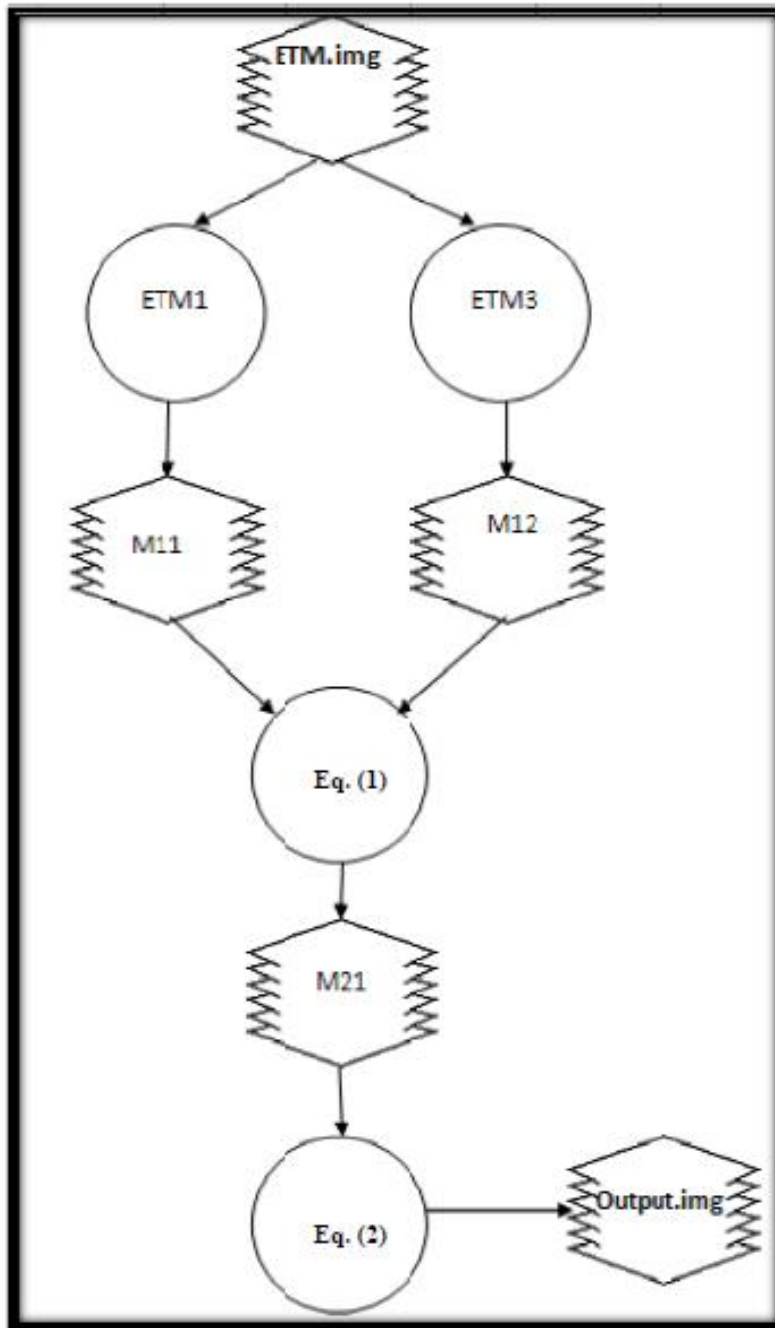 ETM.img
ETM1
ETM3
M11
M12
Eq. (1)
M21
Eq. (2)
Output.img